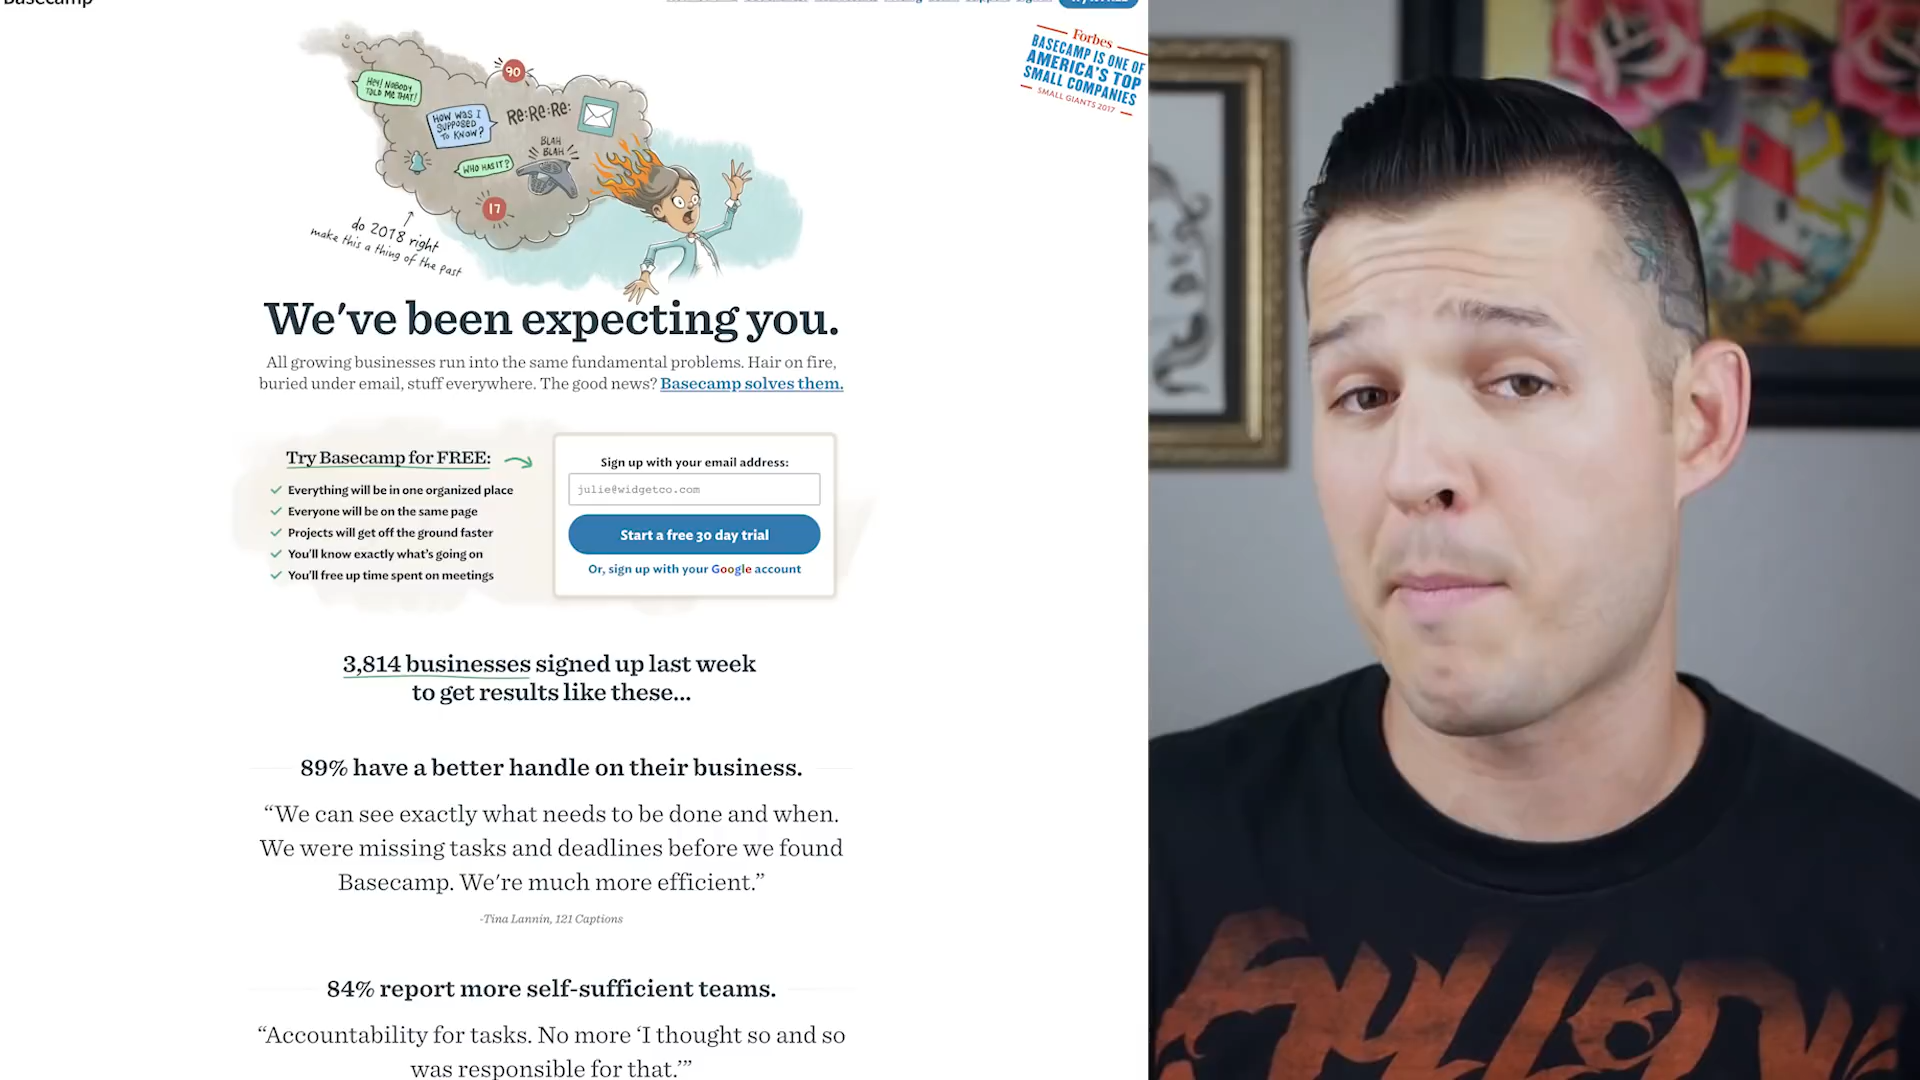 Basecamp
Forbes
BASECAMP IS ONE OF
AMERICA'S TOP
SMALL COMPANIES
SMALL GIANTS 2017
HEY! NOBODY
TOLD ME THAT!
90
HOW WAS I
SUPPOSED
TO KNOW?
Re:Re:Re:
BLAH
BLAH
WHO HAS IT?
17
do 2018 right
make this a thing of the past
We've been expecting you.
All growing businesses run into the same fundamental problems. Hair on fire,
buried under email, stuff everywhere. The good news? Basecamp solves them.
Try Basecamp for FREE:
Everything will be in one organized place
Everyone will be on the same page
Projects will get off the ground faster
You'll know exactly what's going on
You'll free up time spent on meetings
Sign up with your email address:
julie@widgetco.com
Start a free 30 day trial
Or, sign up with your Google account
3,814 businesses signed up last week
to get results like these...
89% have a better handle on their business.
“We can see exactly what needs to be done and when.
We were missing tasks and deadlines before we found
Basecamp. We're much more efficient.”
-Tina Lannin, 121 Captions
84% report more self-sufficient teams.
“Accountability for tasks. No more ‘I thought so and so
was responsible for that.’”